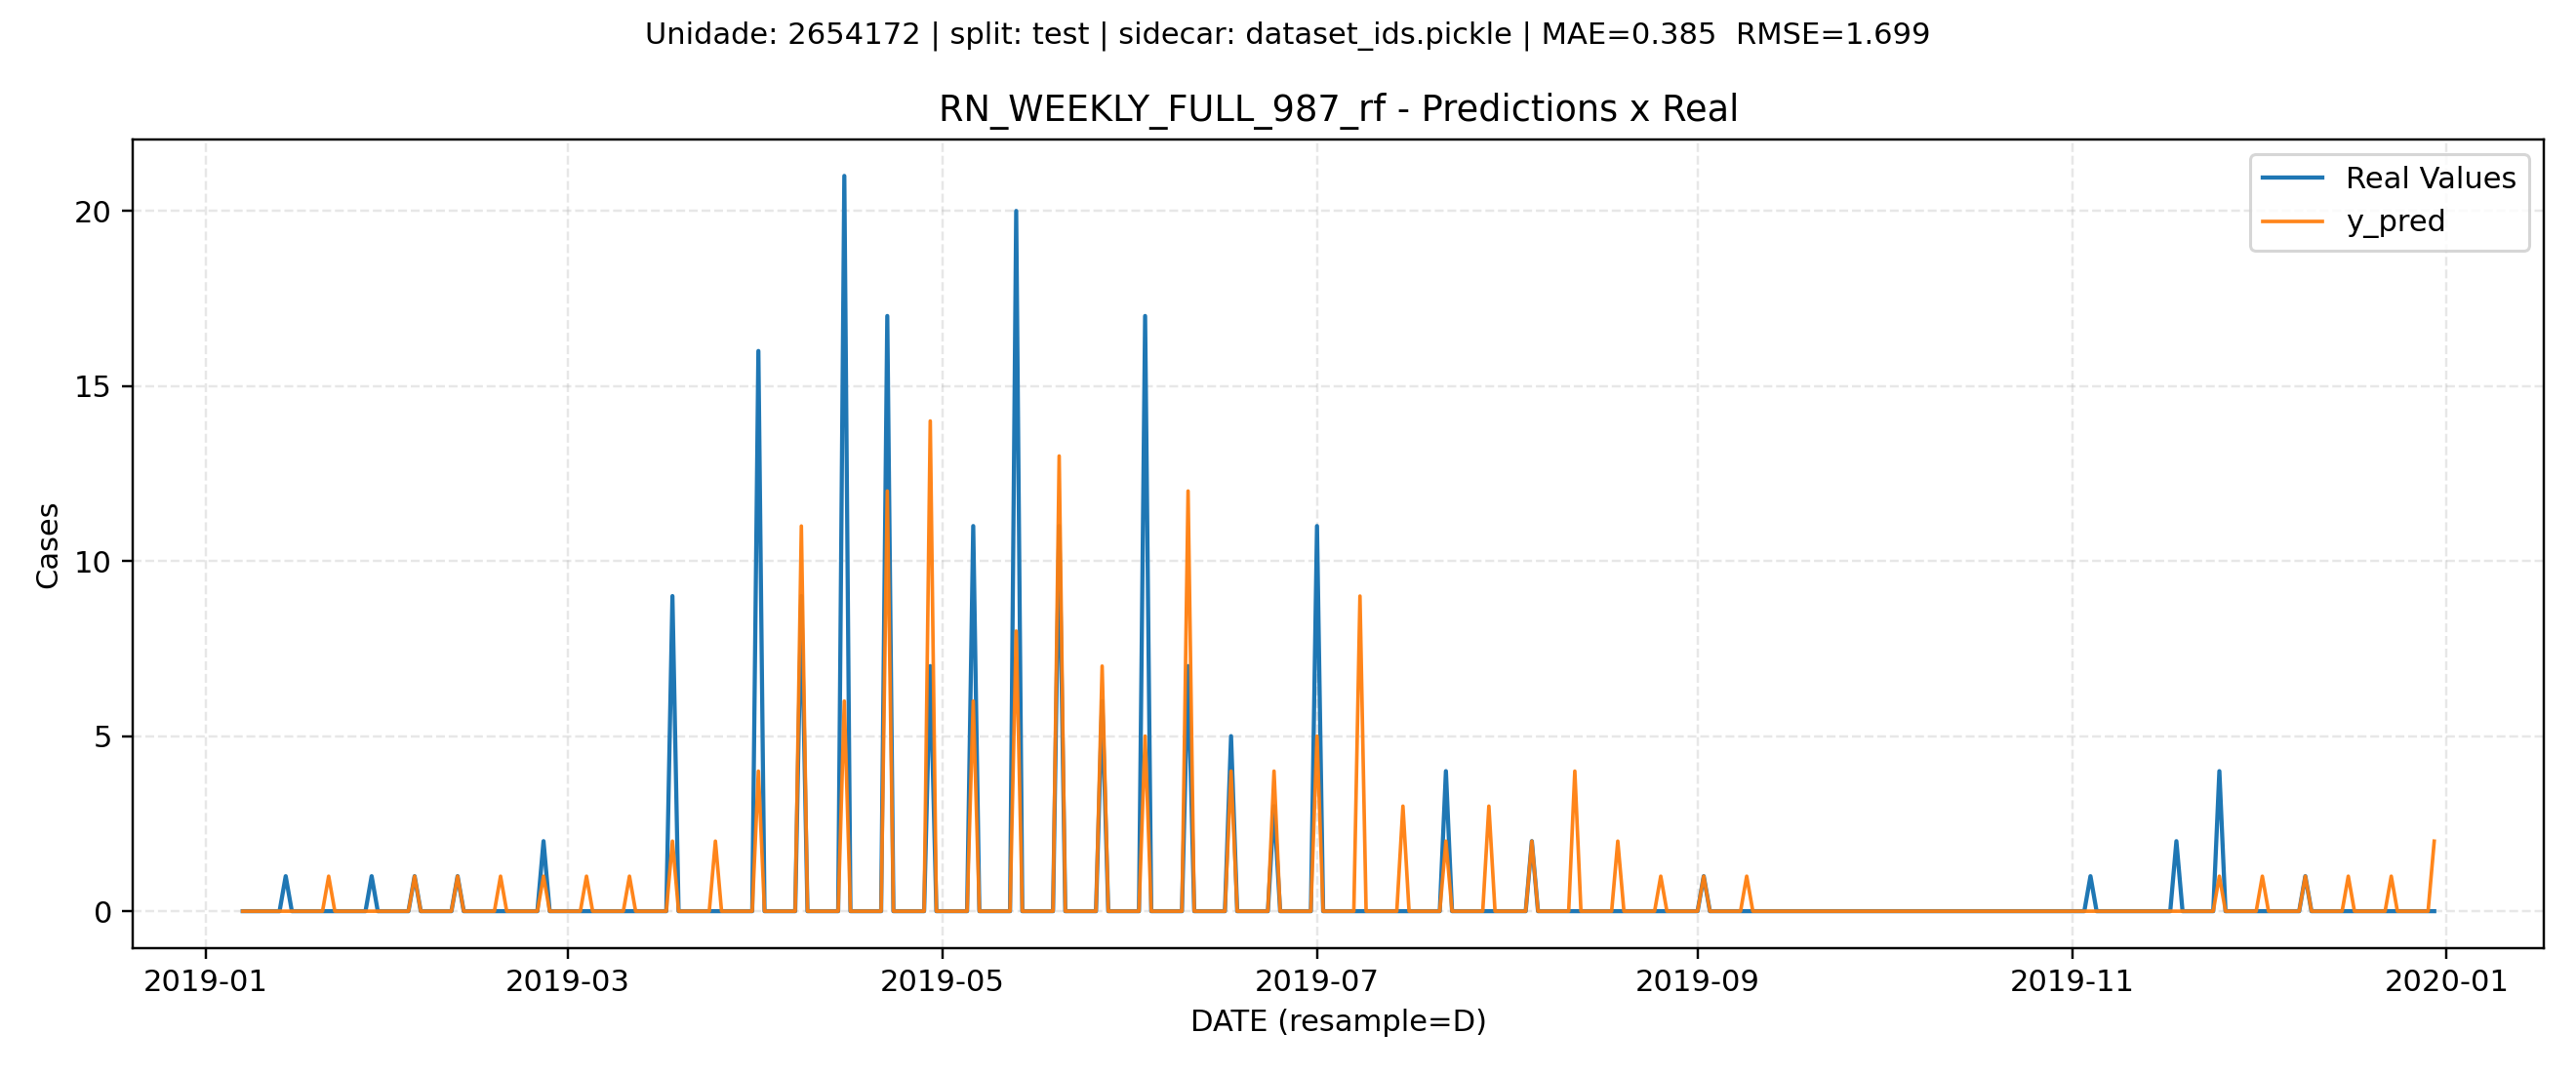 Unidade: 2654172 | split: test | sidecar: dataset_ids.pickle | MAE=0.385  RMSE=1.699
RN_WEEKLY_FULL_987_rf - Predictions x Real
Real Values
y_pred
20
15
10
5
0
Cases
2019-01
2019-03
2019-05
2019-07
2019-09
2019-11
2020-01
DATE (resample=D)